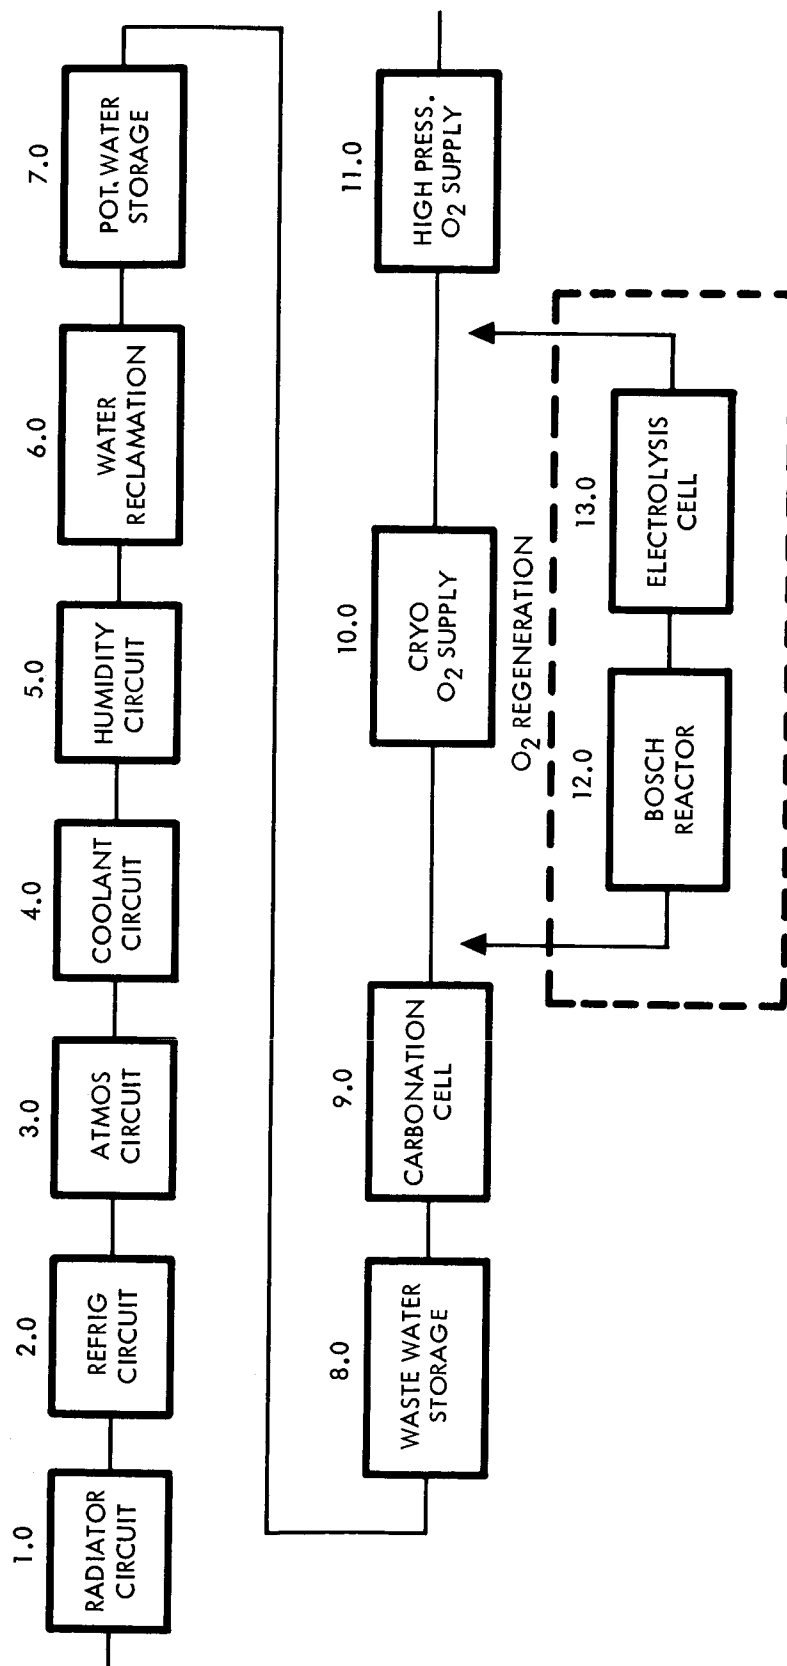 1.0
RADIATOR
CIRCUIT
2.0
REFRIG
CIRCUIT
3.0
ATMOS
CIRCUIT
4.0
COOLANT
CIRCUIT
5.0
HUMIDITY
CIRCUIT
6.0
WATER
RECLAMATION
7.0
POT. WATER
STORAGE
8.0
WASTE WATER
STORAGE
9.0
CARBONATION
CELL
10.0
CRYO
O2 SUPPLY
11.0
HIGH PRESS.
O2 SUPPLY
O2 REGENERATION
12.0
BOSCH
REACTOR
13.0
ELECTROLYSIS
CELL